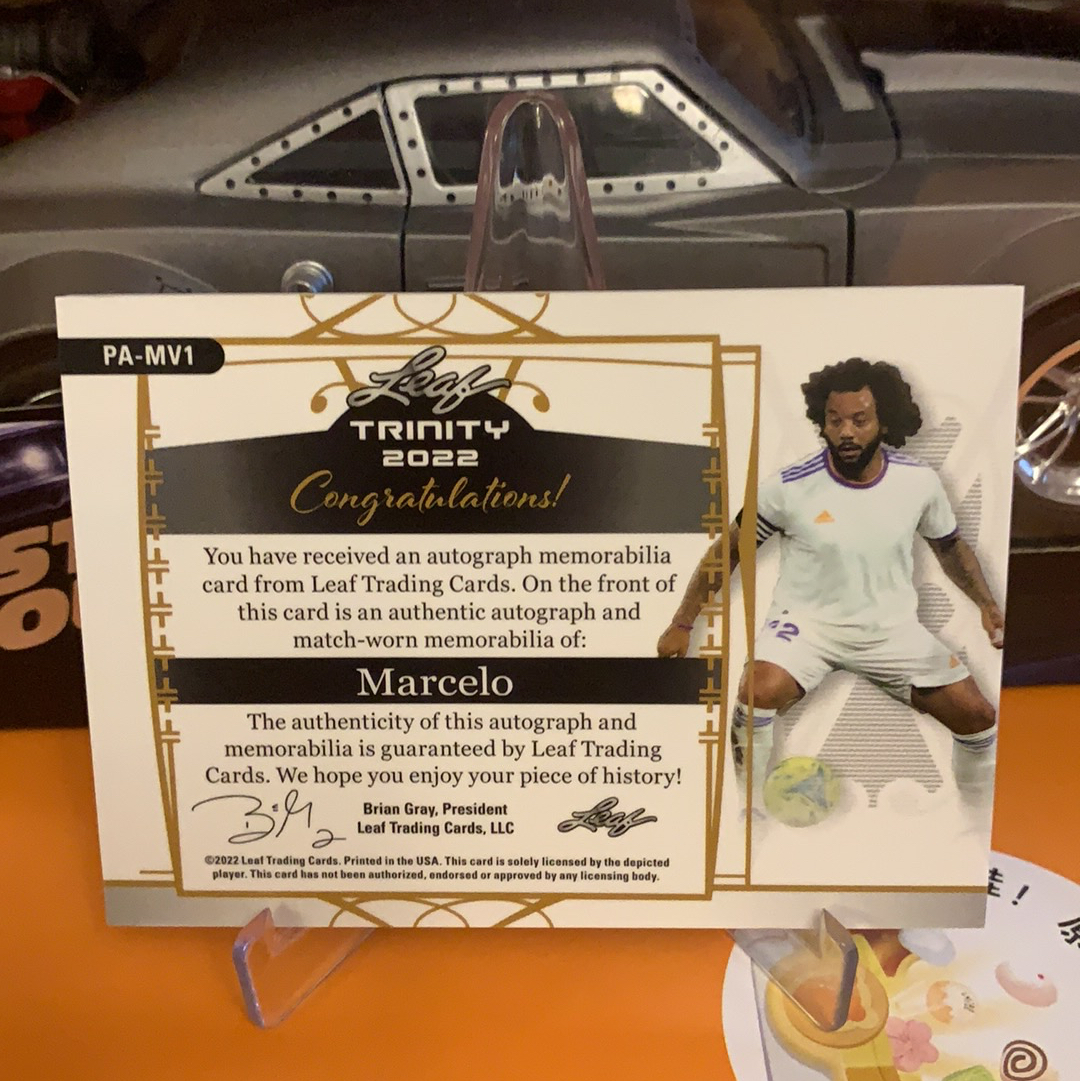 PA-MV1
Leaf
TRINITY
2022
Congratulations!
You have received an autograph memorabilia
card from Leaf Trading Cards. On the front of
this card is an authentic autograph and
match-worn memorabilia of:
Marcelo
The authenticity of this autograph and
memorabilia is guaranteed by Leaf Trading
Cards. We hope you enjoy your piece of history!
Brian Gray, President
Leaf Trading Cards, LLC
Leaf
©2022 Leaf Trading Cards. Printed in the USA. This card is solely licensed by the depicted
player. This card has not been authorized, endorsed or approved by any licensing body.